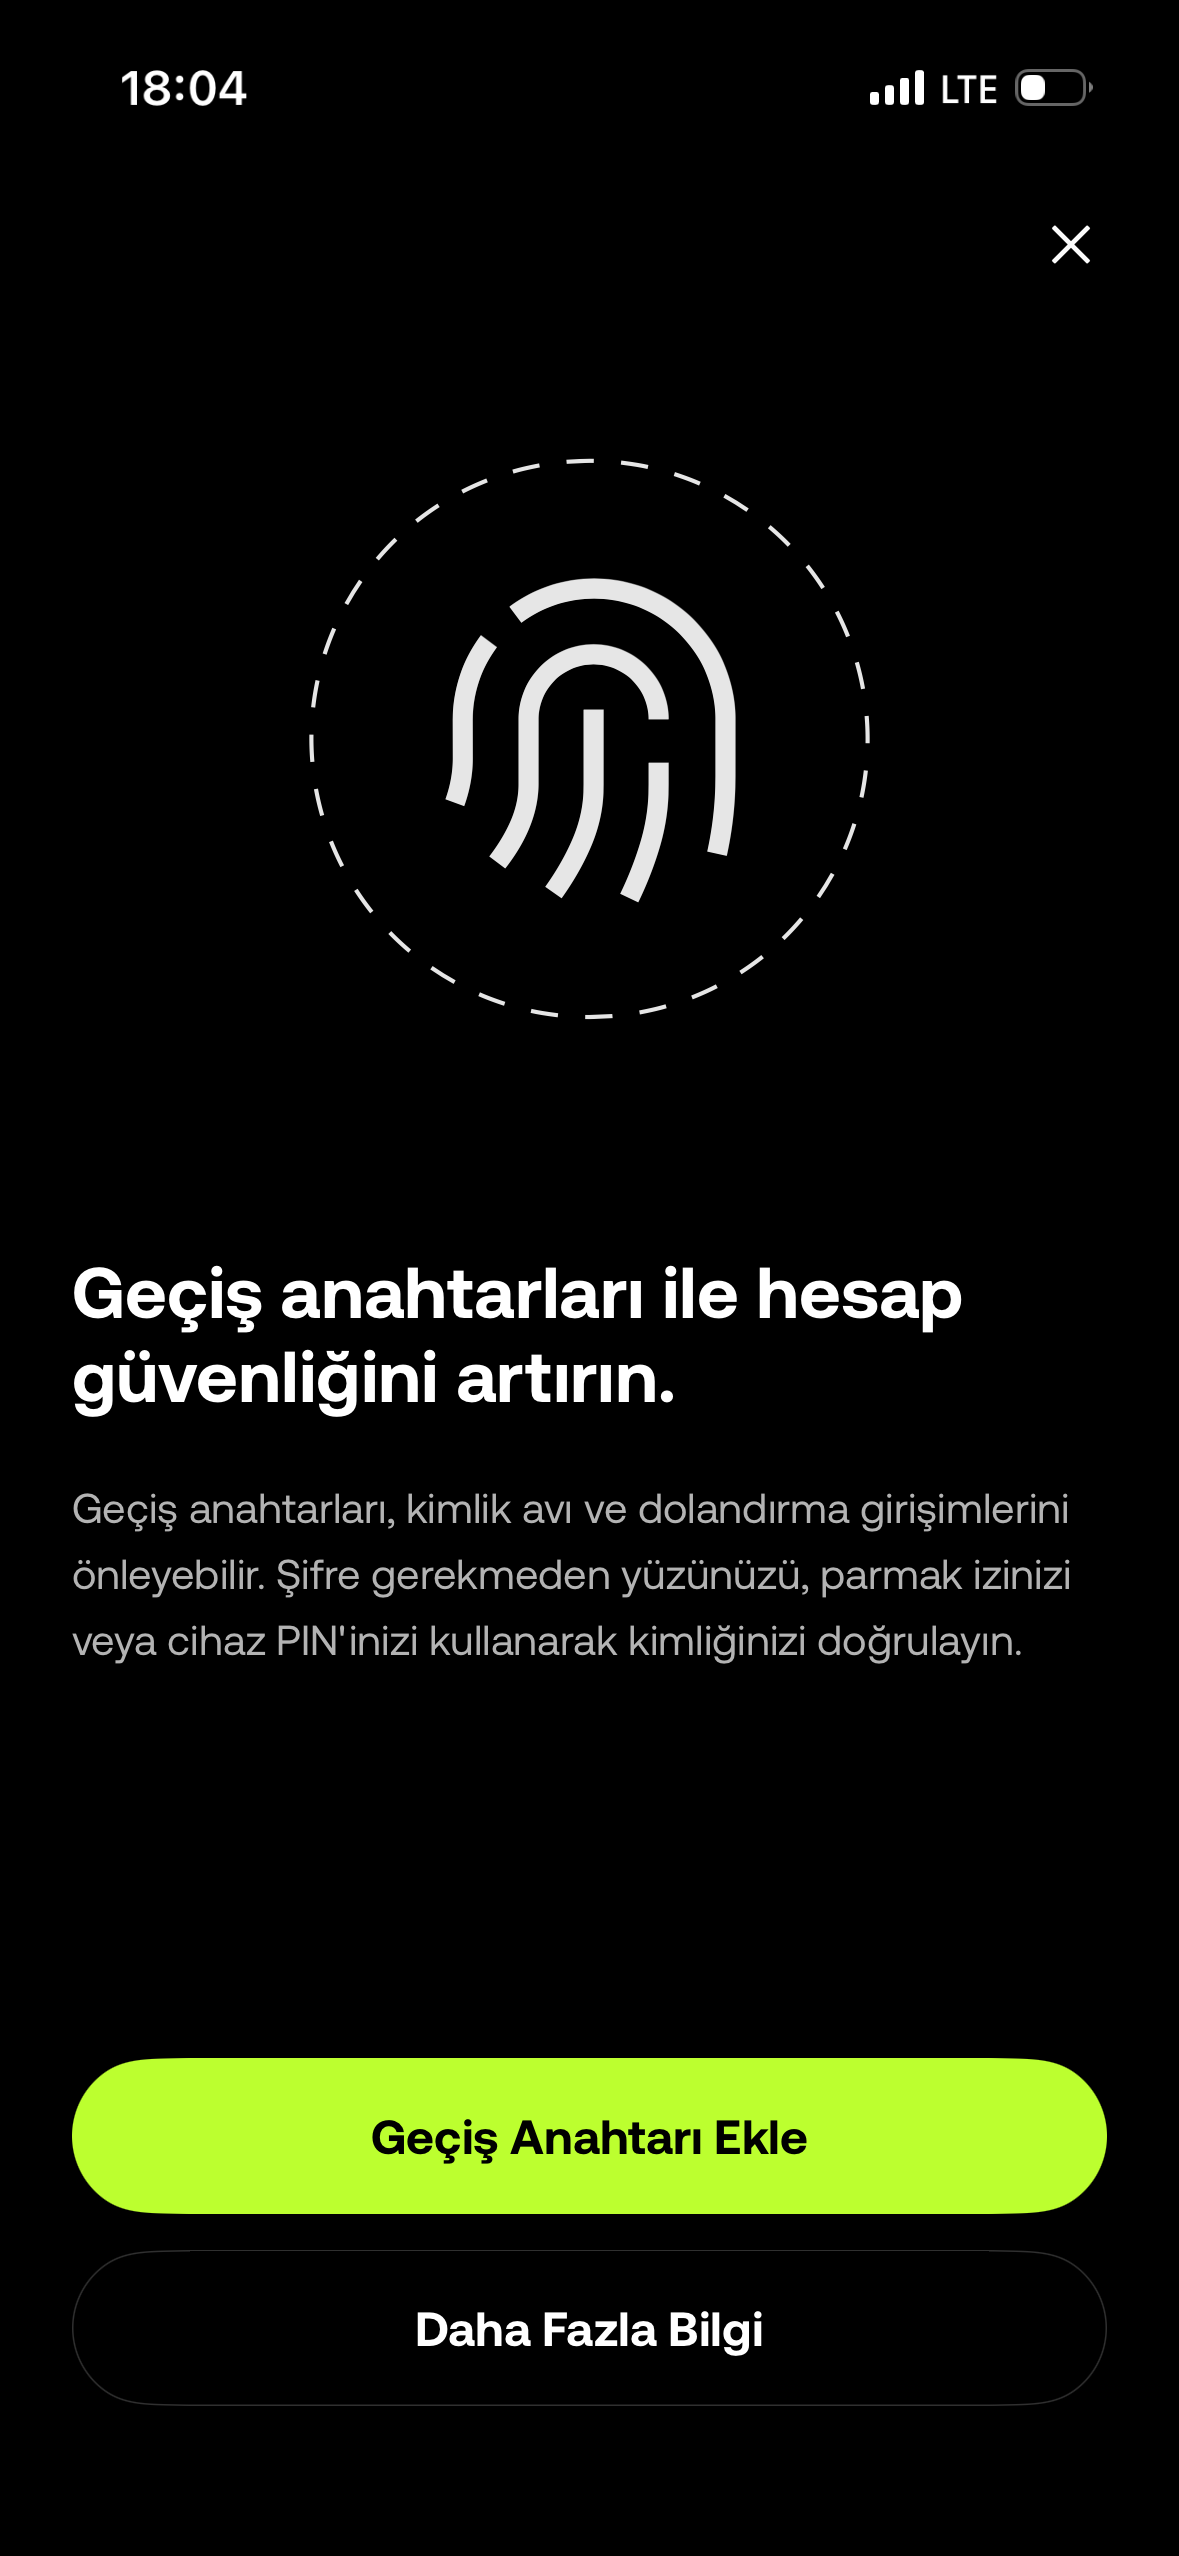 18:04
LTE
Geçiş anahtarları ile hesap
güvenliğini artırın.
Geçiş anahtarları, kimlik avı ve dolandırma girişimlerini
önleyebilir. Şifre gerekmeden yüzünüzü, parmak izinizi
veya cihaz PIN'inizi kullanarak kimliğinizi doğrulayın.
Geçiş Anahtarı Ekle
Daha Fazla Bilgi